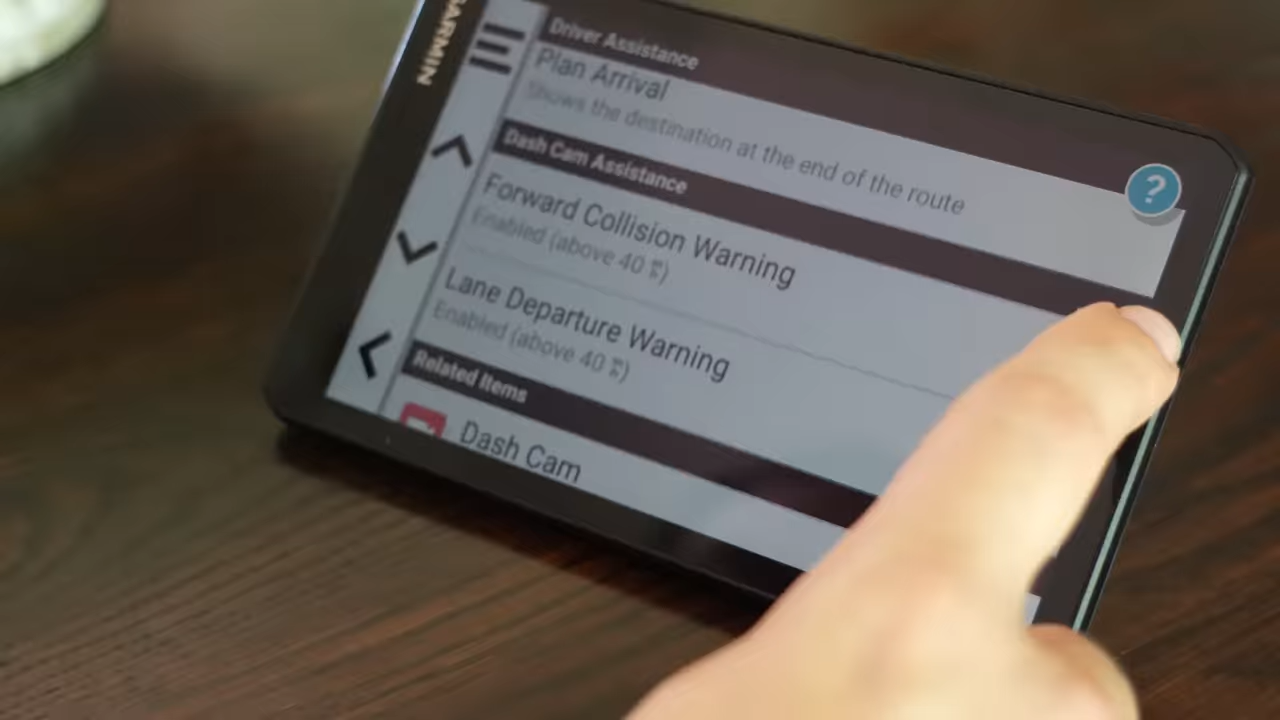 GARMIN
Driver Assistance
Plan Arrival
Shows the destination at the end of the route
?
Dash Cam Assistance
Forward Collision Warning
Enabled (above 40 )
Lane Departure Warning
Enabled (above 40 )
Related Items
Dash Cam